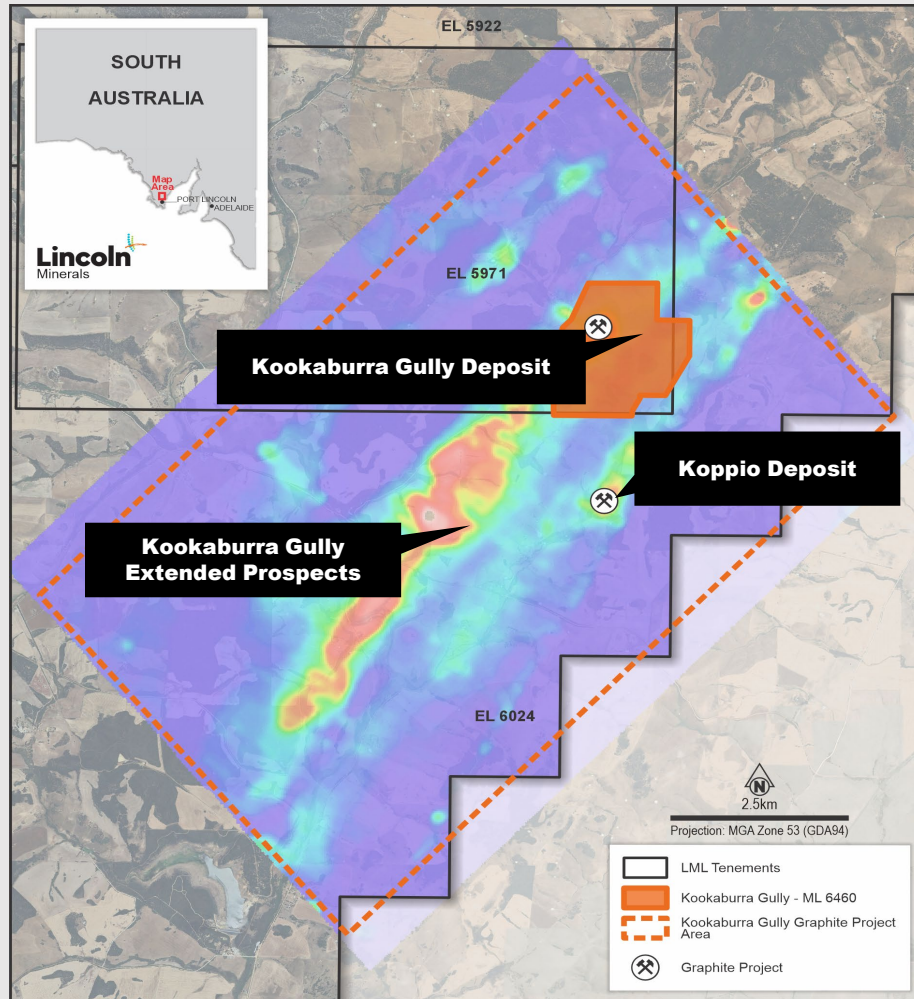 EL 5922
SOUTH
AUSTRALIA
Map
Area
PORT LINCOLN
ADELAIDE
Lincoln
Minerals
EL 5971
Kookaburra Gully Deposit
Koppio Deposit
Kookaburra Gully
Extended Prospects
EL 6024
N
2.5km
Projection: MGA Zone 53 (GDA94)
LML Tenements
Kookaburra Gully - ML 6460
Kookaburra Gully Graphite Project
Area
Graphite Project